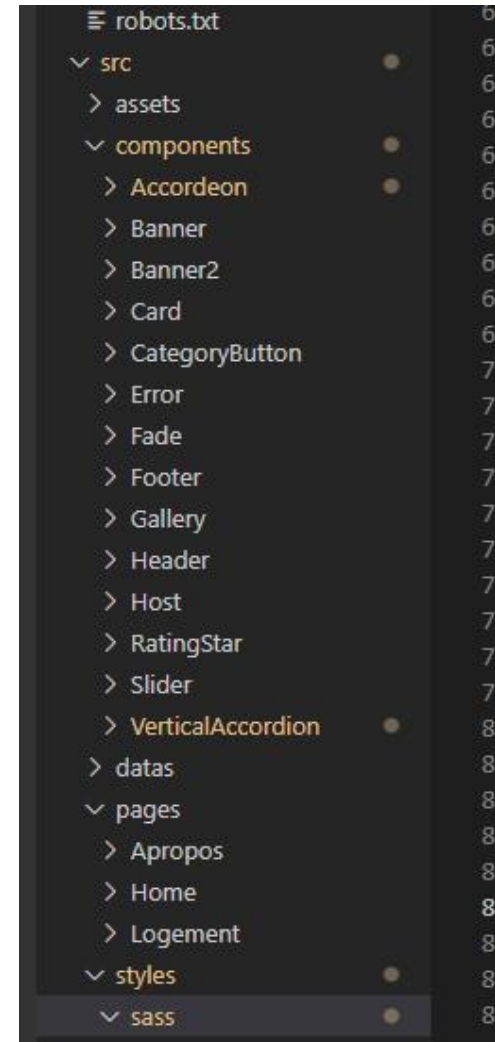 robots.txt
src
assets
components
Accordeon
Banner
Banner2
Card
CategoryButton
Error
Fade
Footer
Gallery
Header
Host
RatingStar
Slider
VerticalAccordion
datas
pages
Apropos
Home
Logement
styles
sass